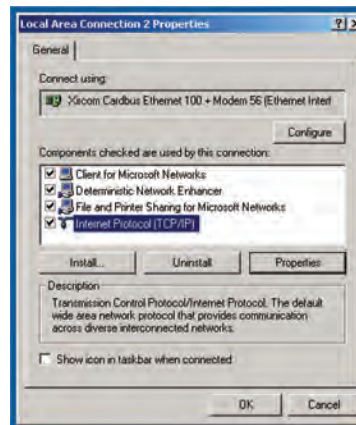 Local Area Connection 2 Properties
General
Connect using:
Xircom Cardbus Ethernet 100 + Modem 56 (Ethernet Interf
Configure
Components checked are used by this connection:
Client for Microsoft Networks
Deterministic Network Enhancer
File and Printer Sharing for Microsoft Networks
Internet Protocol (TCP/IP)
Install... Uninstall Properties
Description
Transmission Control Protocol/Internet Protocol. The default
wide area network protocol that provides communication
across diverse interconnected networks.
Show icon in taskbar when connected
OK Cancel